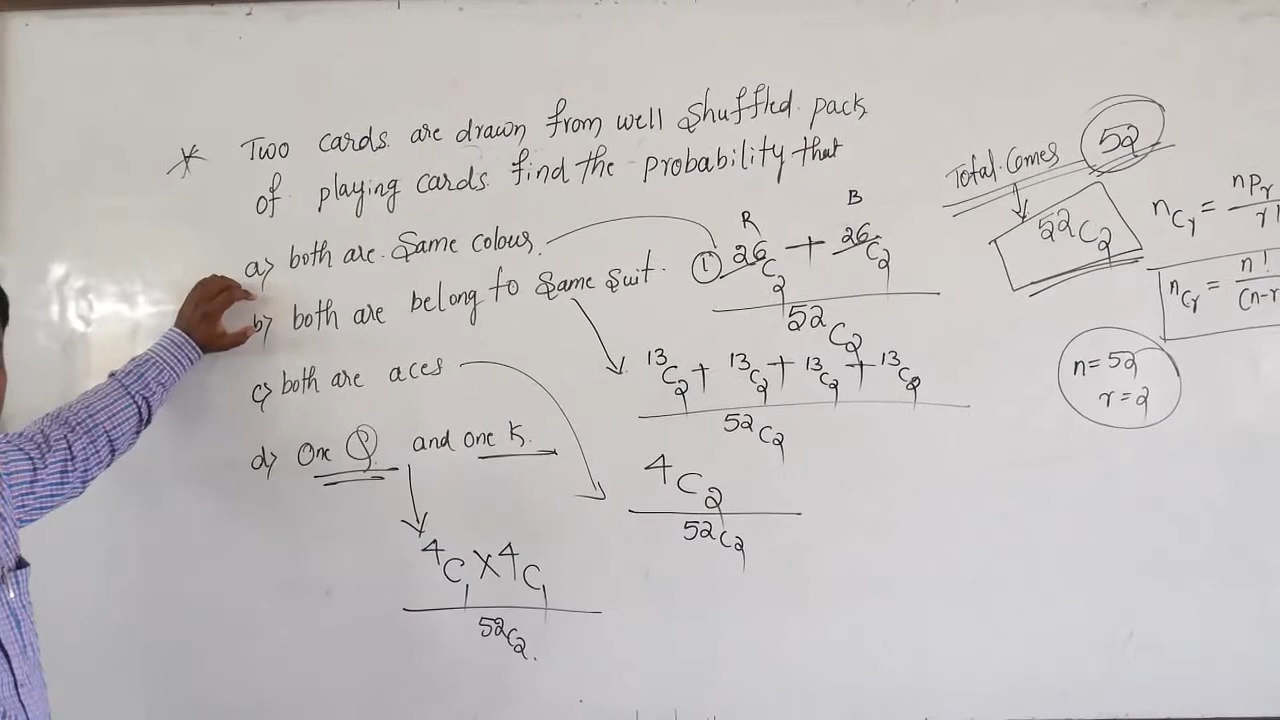 * Two cards are drawn from well shuffled pack
of playing cards find the probability that
a) both are same colour.
b) both are belong to same suit.
c) both are aces
d) One Q and one K.
4C1 X 4C1
52C2.
R B
① 26C2 + 26C2
52C2
13C2 + 13C2 + 13C2 + 13C2
52C2
4C2
52C2
Total Comes 52
52C2
nCr = nPr
r!
nCr = n!
(n-r
n=52
r=2